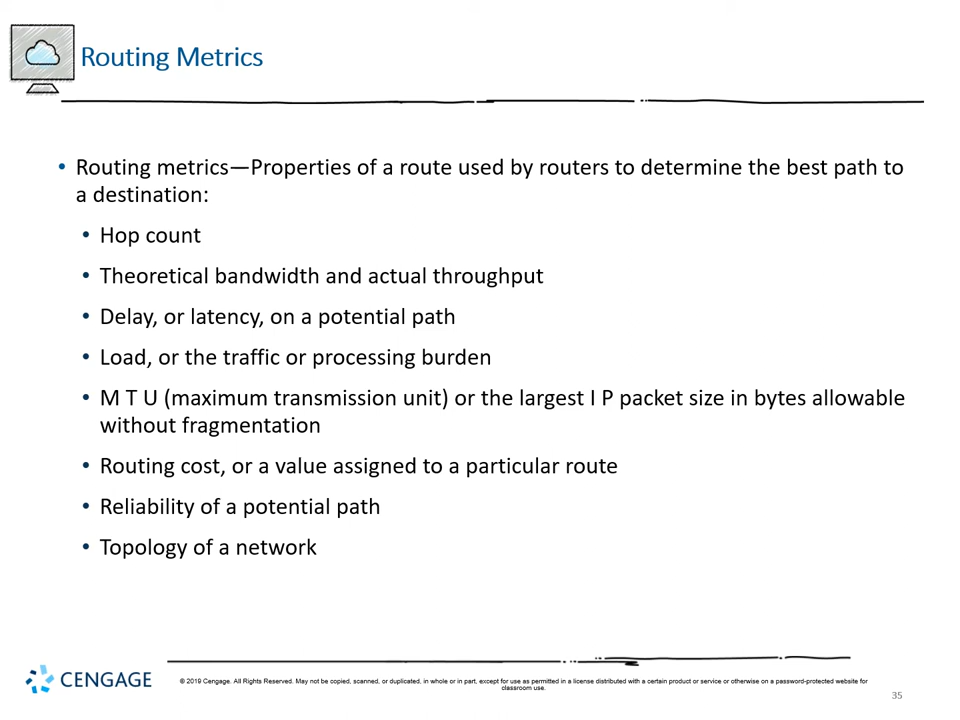 Routing Metrics
• Routing metrics—Properties of a route used by routers to determine the best path to
a destination:
• Hop count
• Theoretical bandwidth and actual throughput
• Delay, or latency, on a potential path
• Load, or the traffic or processing burden
• M T U (maximum transmission unit) or the largest I P packet size in bytes allowable
without fragmentation
• Routing cost, or a value assigned to a particular route
• Reliability of a potential path
• Topology of a network
CENGAGE
© 2019 Cengage. All Rights Reserved. May not be copied, scanned, or duplicated, in whole or in part, except for use as permitted in a license distributed with a certain product or service or otherwise on a password-protected website for
classroom use.
35